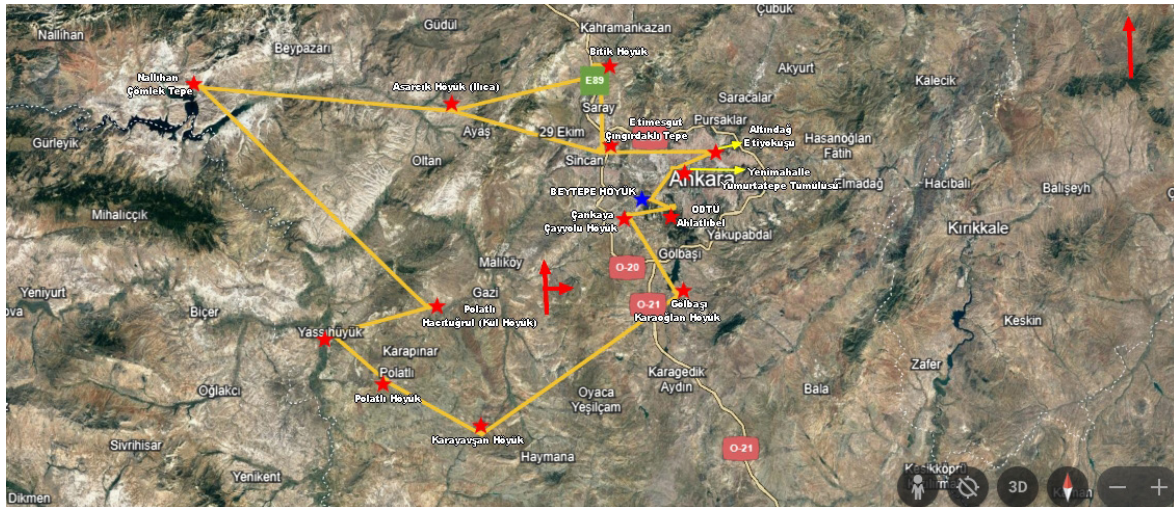 Nallıhan
Güdül
Kahramankazan
Çubuk
Beypazarı
Bitik Höyük
Akyurt
Nallıhan
Çömlek Tepe
E89
Kalecik
Asarcık Höyük (Ilıca)
Saray
Saracalar
Pursaklar
Gürleyik
Ayaş
29 Ekim
Etimesgut
Çıngırdaklı Tepe
Altındağ
Etiyokuşu
Hasanoğlan
Fatih
Oltan
Sincan
Ankara
Yenimahalle
Yumurtatepe Tümülüsü
Elmadağ
Hacıbalı
Balışeyh
BEYTEPE HÖYÜK
Mihalıççık
Çankaya
Çayyolu Höyük
ODTÜ
Ahlatlıbel
Yakupabdal
Kırıkkale
Gölbaşı
Malıköy
O-20
Yeniyurt
Gazi
Biçer
Polatlı
Hacıtuğrul (Kül Höyük)
O-21
Gölbaşı
Karaoğlan Höyük
Keskin
Yassıhüyük
Karapınar
Polatlı
Oğlakcı
Polatlı Höyük
Karagedik
Aydın
Bala
Zafer
Oyaca
Yeşilçam
Karayavşan Höyük
Sivrihisar
Haymana
O-21
Yenikent
Dikmen
3D